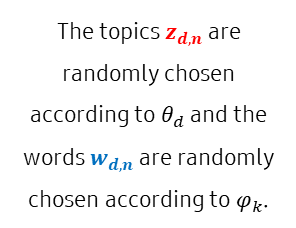 The topics z_{d,n} are
randomly chosen
according to θ_d and the
words w_{d,n} are randomly
chosen according to φ_k.